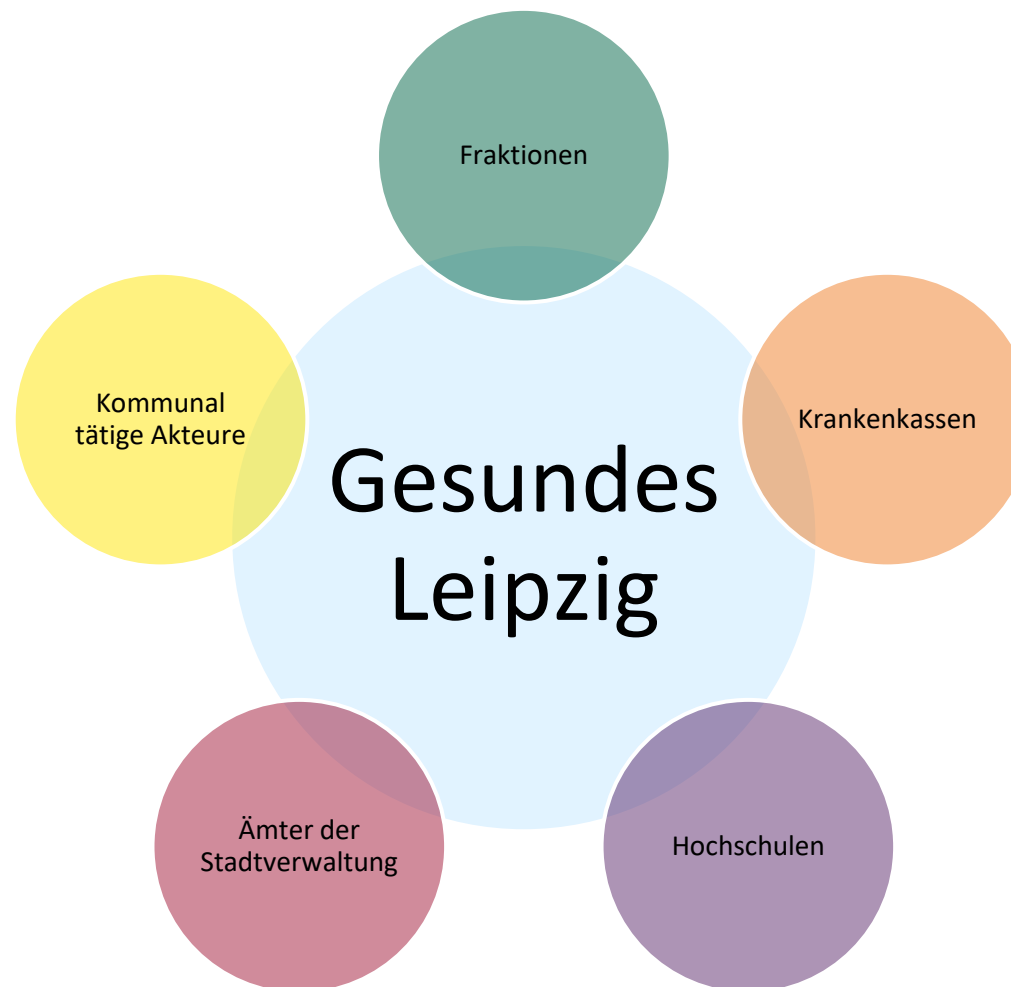 Fraktionen
Kommunal
tätige Akteure
Krankenkassen
Gesundes
Leipzig
Ämter der
Stadtverwaltung
Hochschulen